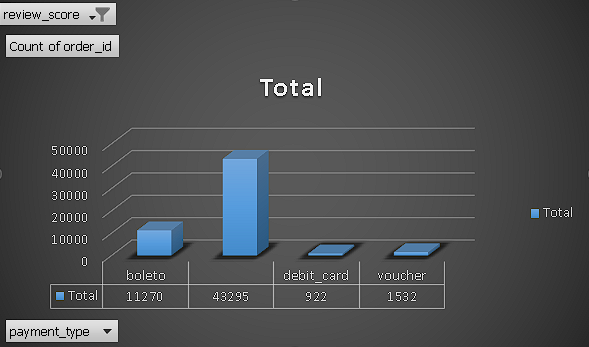 review_score
Count of order_id
Total
50000
40000
30000
20000
10000
0
boleto debit_card voucher
Total 11270 43295 922 1532
Total
payment_type